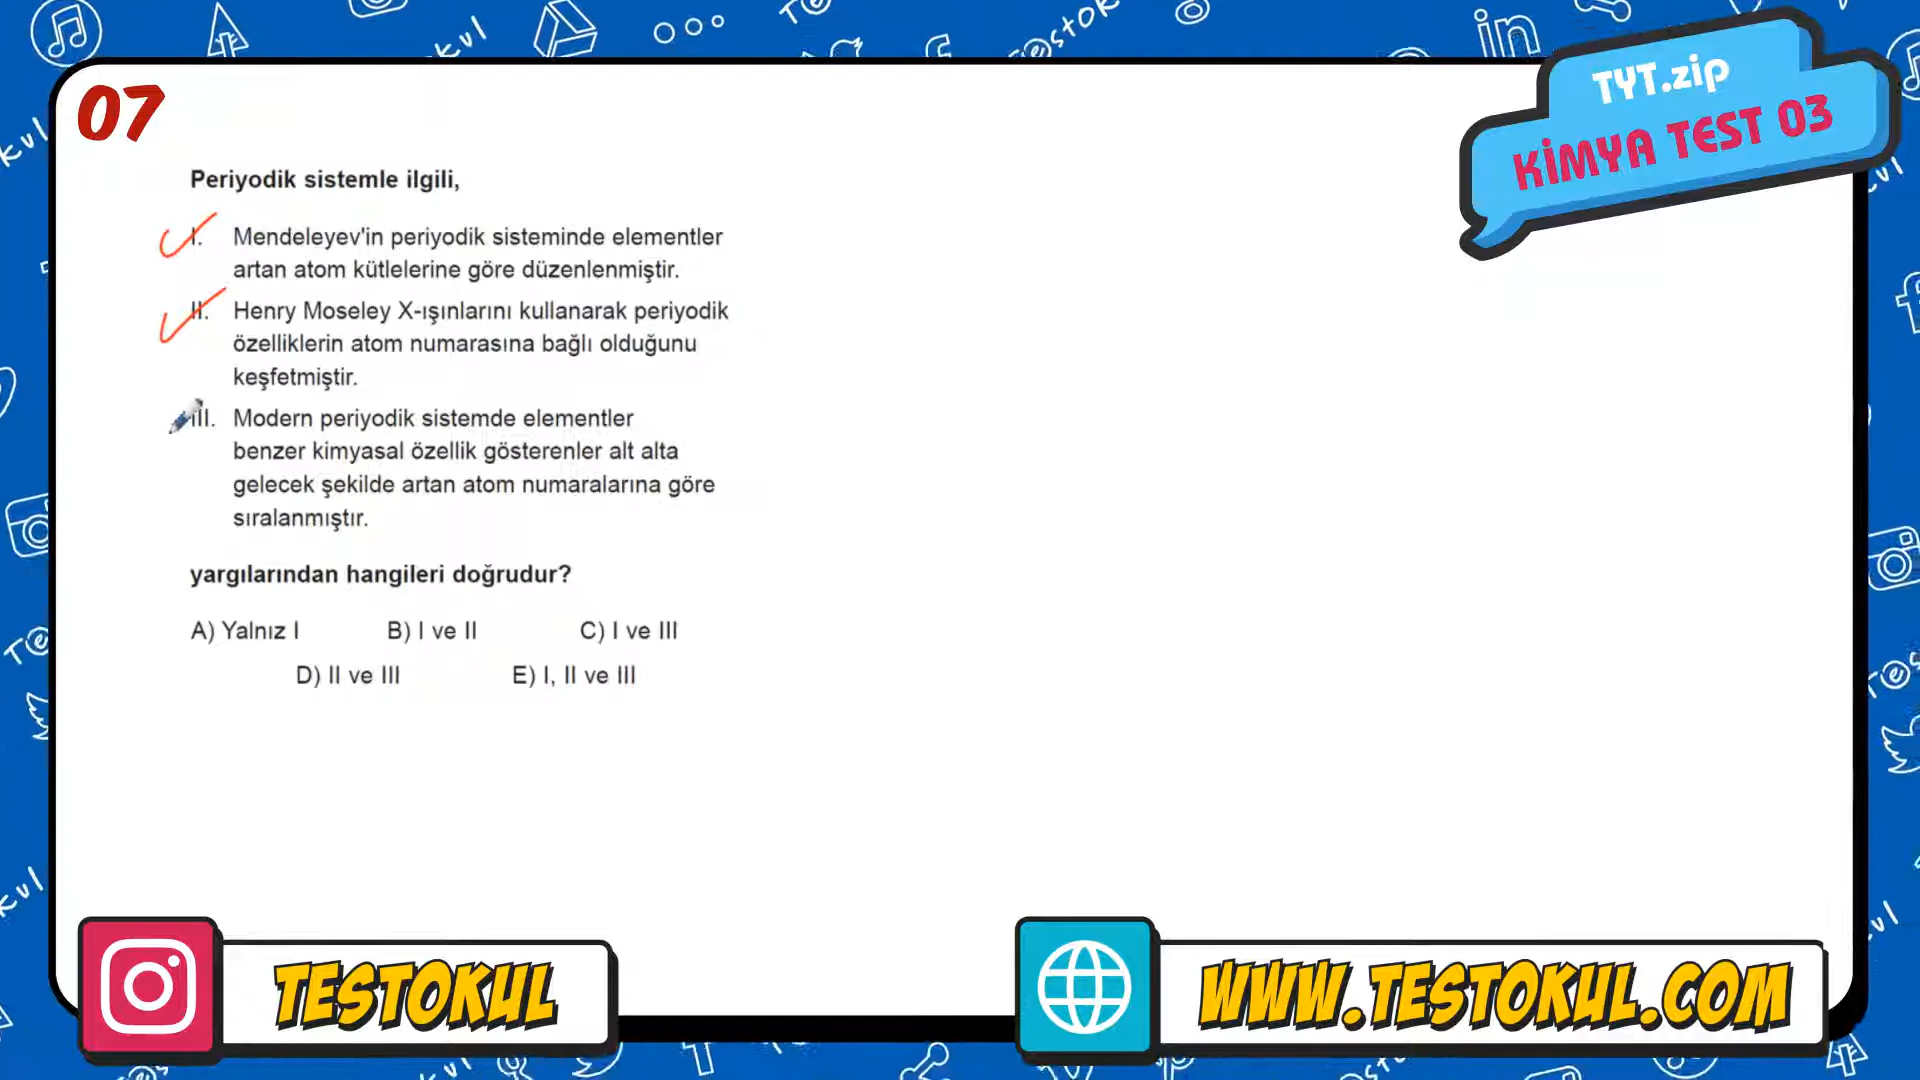 07
TYT.zip
KİMYA TEST 03
Periyodik sistemle ilgili,
I. Mendeleyev'in periyodik sisteminde elementler
artan atom kütlelerine göre düzenlenmiştir.
II. Henry Moseley X-ışınlarını kullanarak periyodik
özelliklerin atom numarasına bağlı olduğunu
keşfetmiştir.
III. Modern periyodik sistemde elementler
benzer kimyasal özellik gösterenler alt alta
gelecek şekilde artan atom numaralarına göre
sıralanmıştır.
yargılarından hangileri doğrudur?
A) Yalnız I B) I ve II C) I ve III
D) II ve III E) I, II ve III
TESTOKUL
WWW.TESTOKUL.COM